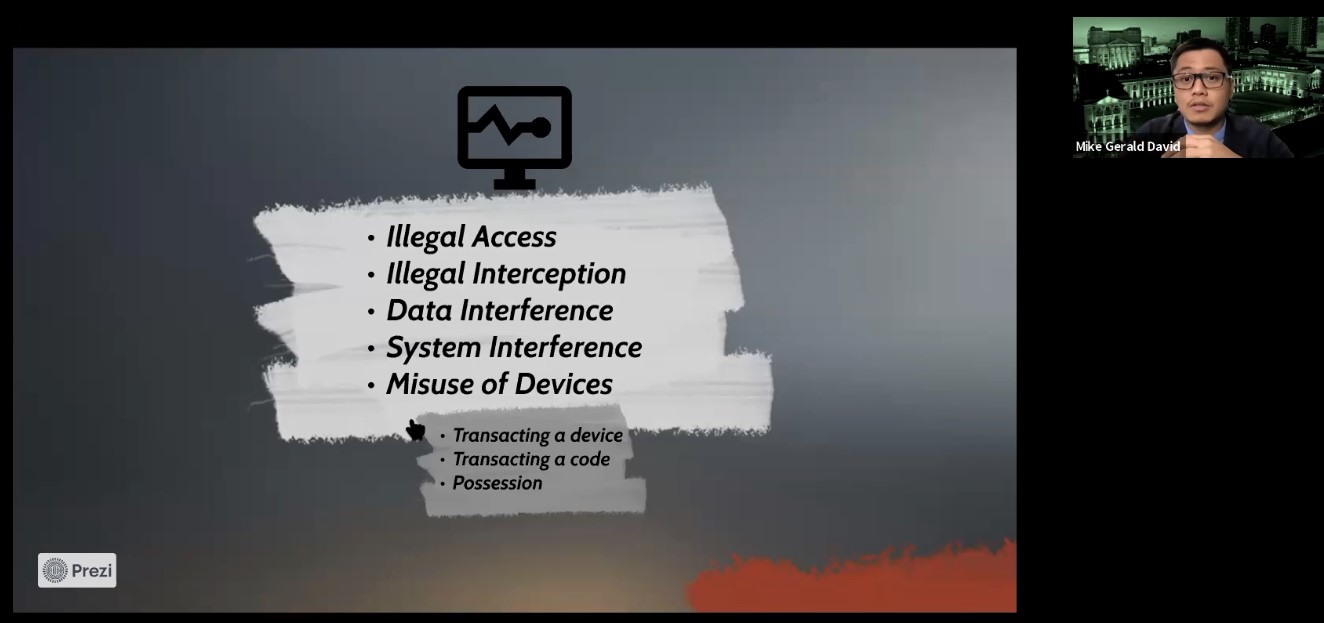 • Illegal Access
• Illegal Interception
• Data Interference
• System Interference
• Misuse of Devices
• Transacting a device
• Transacting a code
• Possession
Prezi
Mike Gerald David